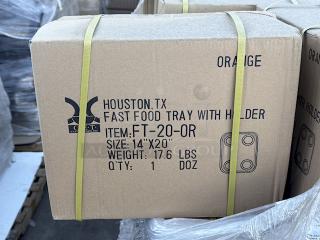 ORANGE
HOUSTON.TX
FAST FOOD TRAY WITH HOLDER
ITEM:FT-20-OR
SIZE: 14"X20"
WEIGHT: 17.6 LBS
Q'TY: 1 DOZ